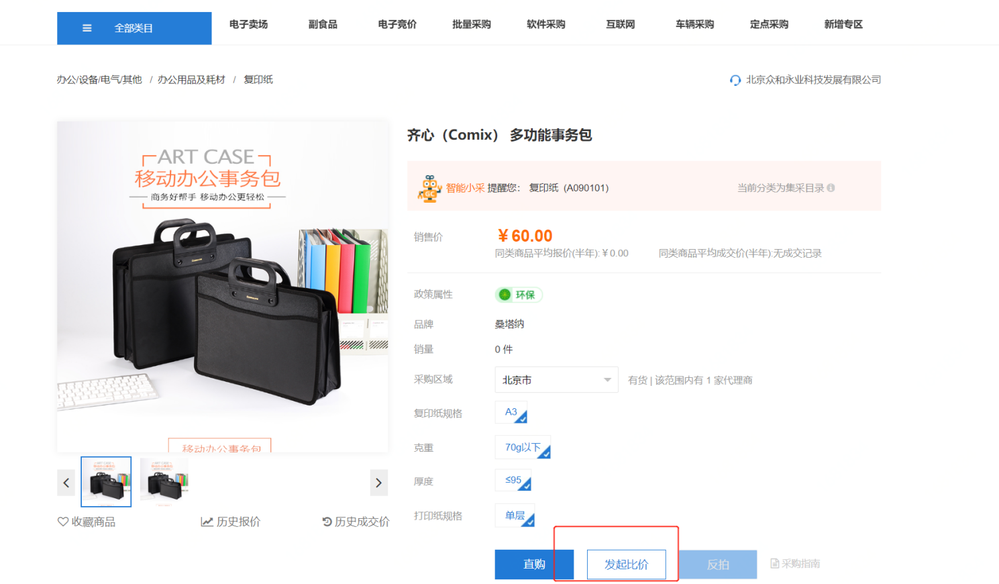 全部类目
电子卖场 副食品 电子竞价 批量采购 软件采购 互联网 车辆采购 定点采购 新增专区
办公/设备/电气/其他 / 办公用品及耗材 / 复印纸
北京众和永业科技发展有限公司
ART CASE
移动办公事务包
商务好帮手 移动办公更轻松
移动办公事务包
收藏商品 历史报价 历史成交价
齐心（Comix） 多功能事务包
智能小采 提醒您： 复印纸 (A090101)
当前分类为集采目录
销售价 ￥60.00
同类商品平均报价(半年):￥0.00 同类商品平均成交价(半年):无成交记录
政策属性 环保
品牌 桑塔纳
销量 0 件
采购区域 北京市 有货 | 该范围内有 1 家代理商
复印纸规格 A3
克重 70g以下
厚度 ≤95
打印纸规格 单层
直购 发起比价 反拍 采购指南